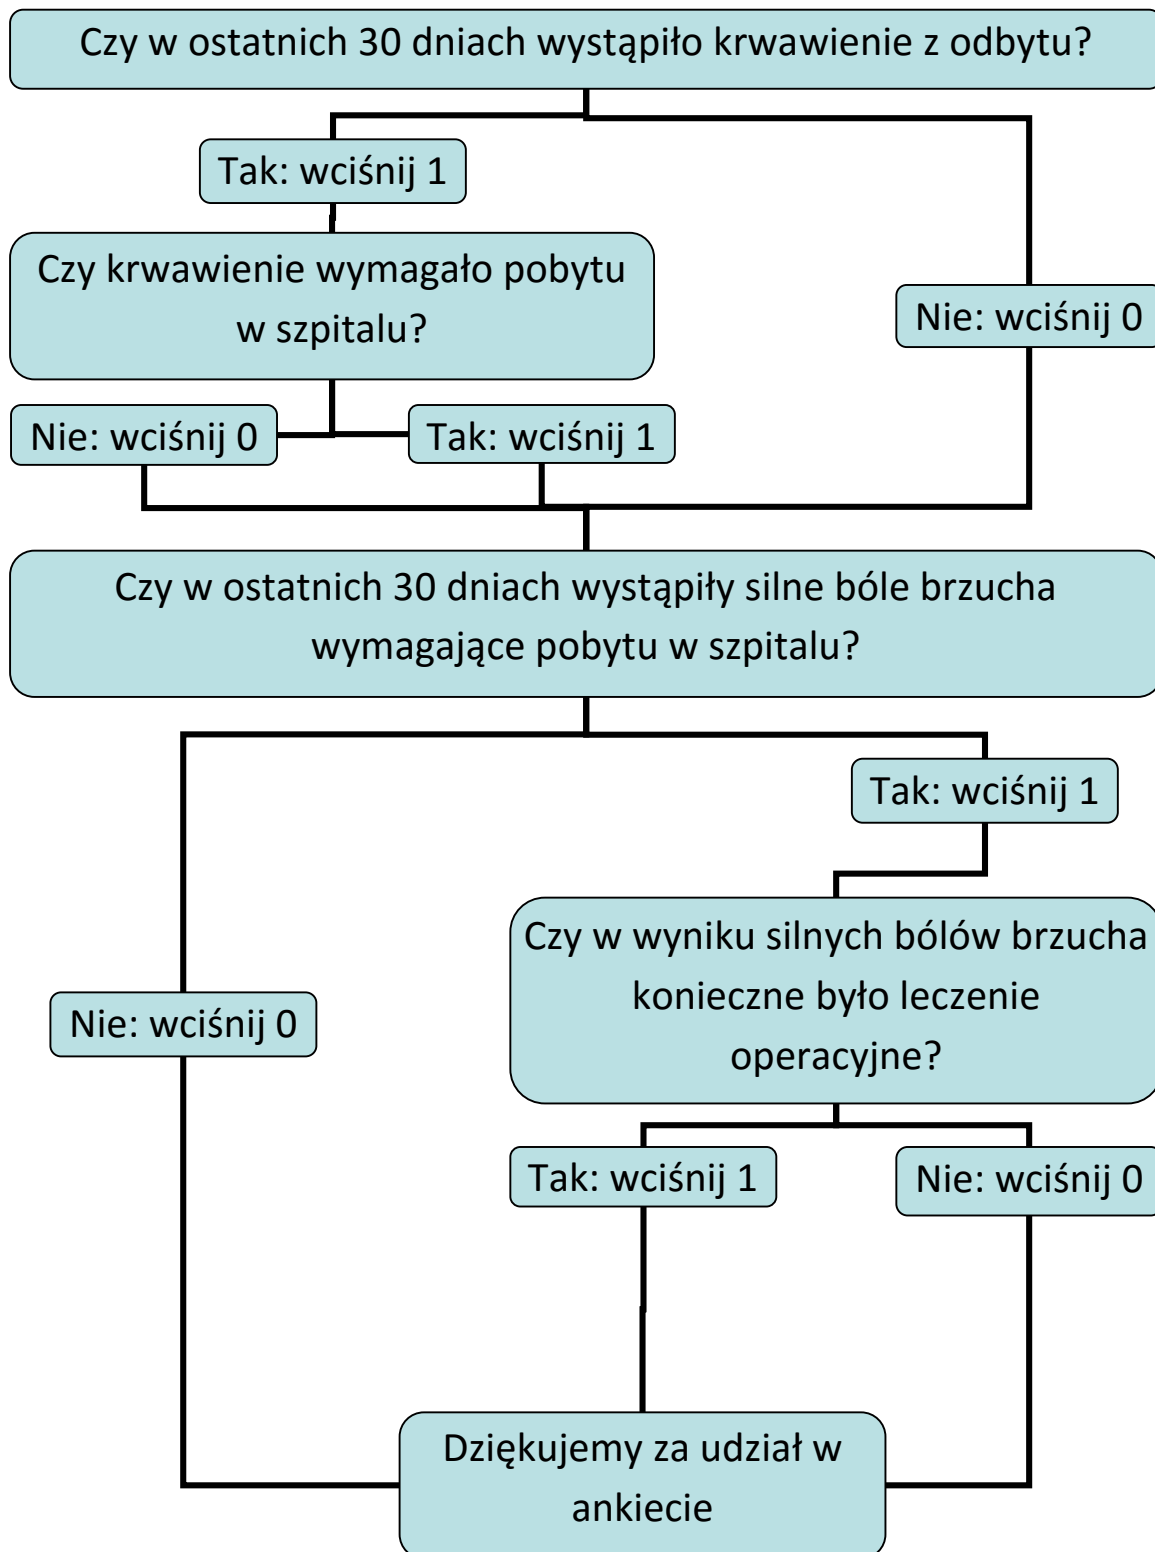 Czy w ostatnich 30 dniach wystąpiło krwawienie z odbytu?
Tak: wciśnij 1
Czy krwawienie wymagało pobytu
w szpitalu?
Nie: wciśnij 0
Nie: wciśnij 0
Tak: wciśnij 1
Czy w ostatnich 30 dniach wystąpiły silne bóle brzucha
wymagające pobytu w szpitalu?
Tak: wciśnij 1
Czy w wyniku silnych bólów brzucha
konieczne było leczenie
operacyjne?
Nie: wciśnij 0
Tak: wciśnij 1
Nie: wciśnij 0
Dziękujemy za udział w
ankiecie